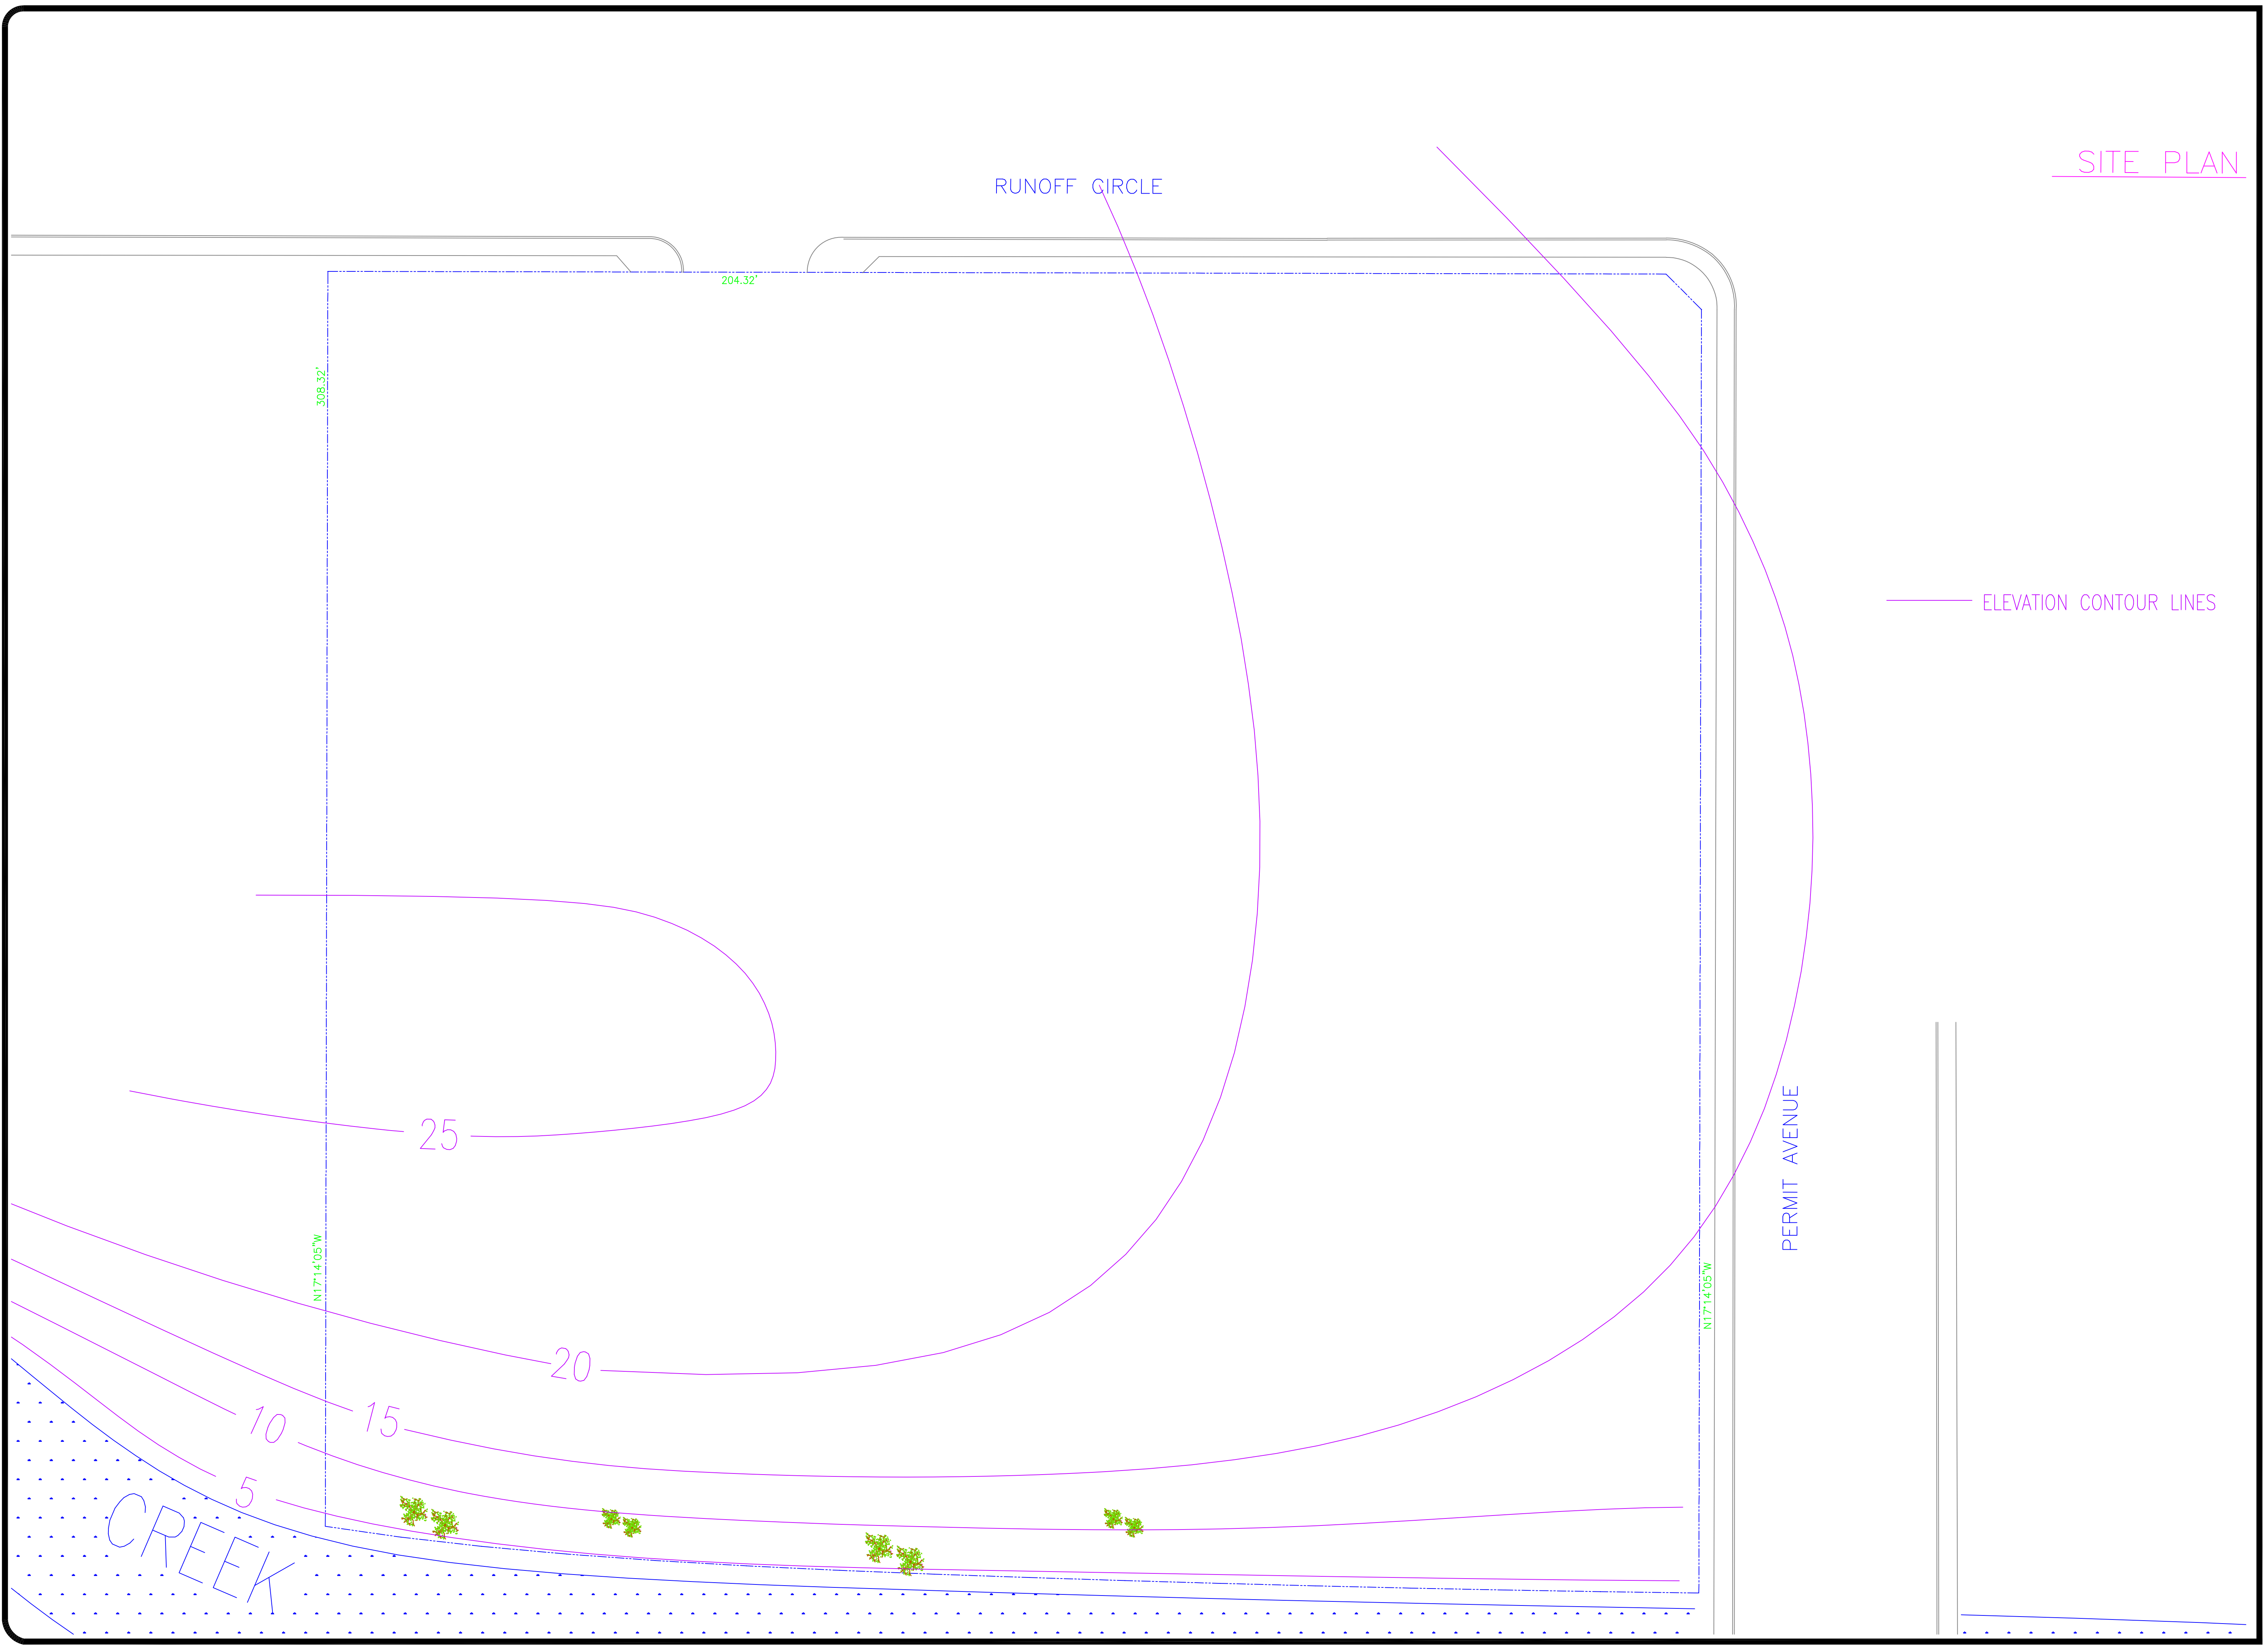 SITE PLAN
RUNOFF CIRCLE
204.32'
308.32'
ELEVATION CONTOUR LINES
PERMIT AVENUE
25
N17°14'05"W
N17°14'05"W
20
15
10
5
CREEK